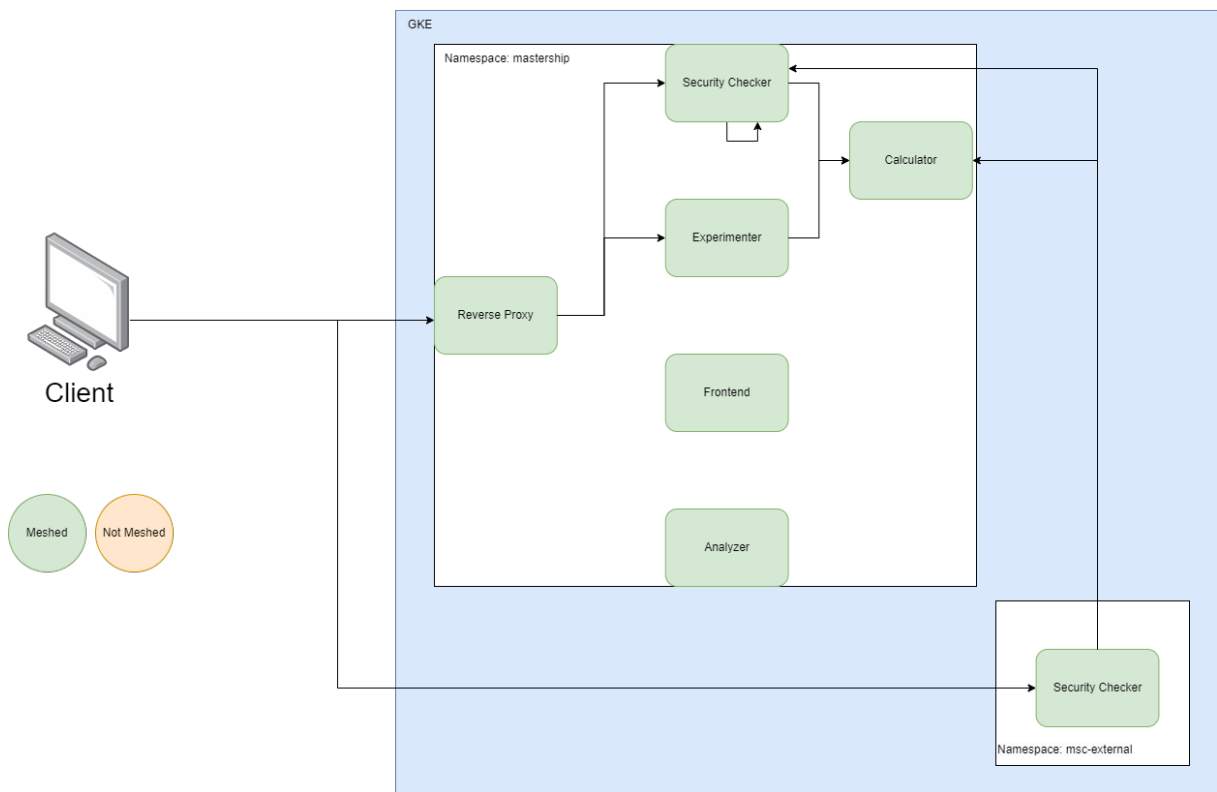 GKE
Namespace: mastership
Security Checker
Calculator
Experimenter
Reverse Proxy
Frontend
Client
Meshed
Not Meshed
Analyzer
Security Checker
Namespace: msc-external